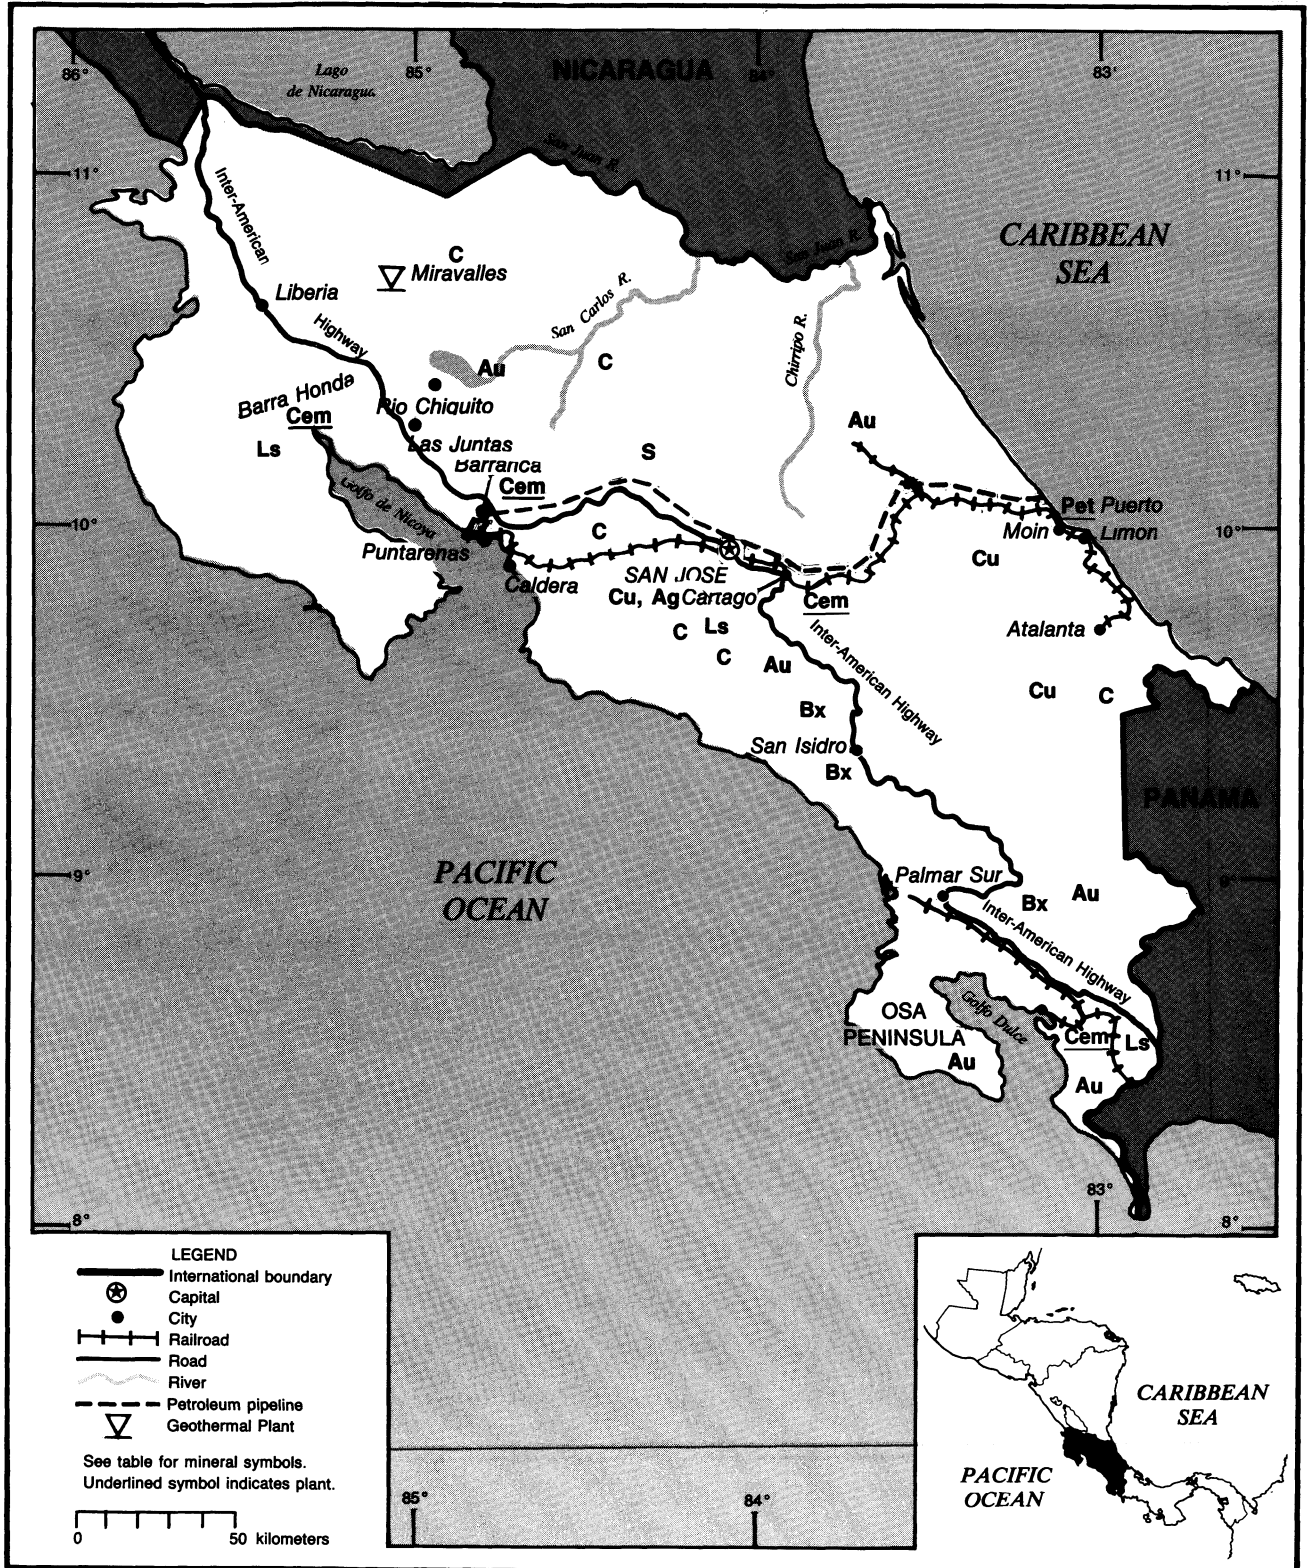 86°
Lago
de Nicaragua
85°
NICARAGUA
84°
83°
San Juan R.
11°
11°
Inter-American
CARIBBEAN
SEA
San Juan R.
C
Miravalles
San Carlos R.
Liberia
Highway
Chirripo R.
Au
C
Barra Honda
Cem
Rio Chiquito
Au
Ls
Las Juntas
S
Barranca
Cem
Golfo de Nicoya
Pet Puerto
10°
C
Moin
Limon
10°
Puntarenas
Cu
Caldera
SAN JOSE
Cu, Ag Cartago
Cem
C
Ls
Inter-American Highway
Atalanta
C
Au
Cu
C
Bx
San Isidro
Bx
PANAMA
PACIFIC
OCEAN
9°
Palmar Sur
9°
Bx
Au
Inter-American Highway
OSA
PENINSULA
Golfo Dulce
Cem
Ls
Au
Au
83°
8°
8°
LEGEND
International boundary
Capital
City
Railroad
Road
River
Petroleum pipeline
Geothermal Plant
See table for mineral symbols.
Underlined symbol indicates plant.
0 50 kilometers
85°
84°
CARIBBEAN
SEA
PACIFIC
OCEAN